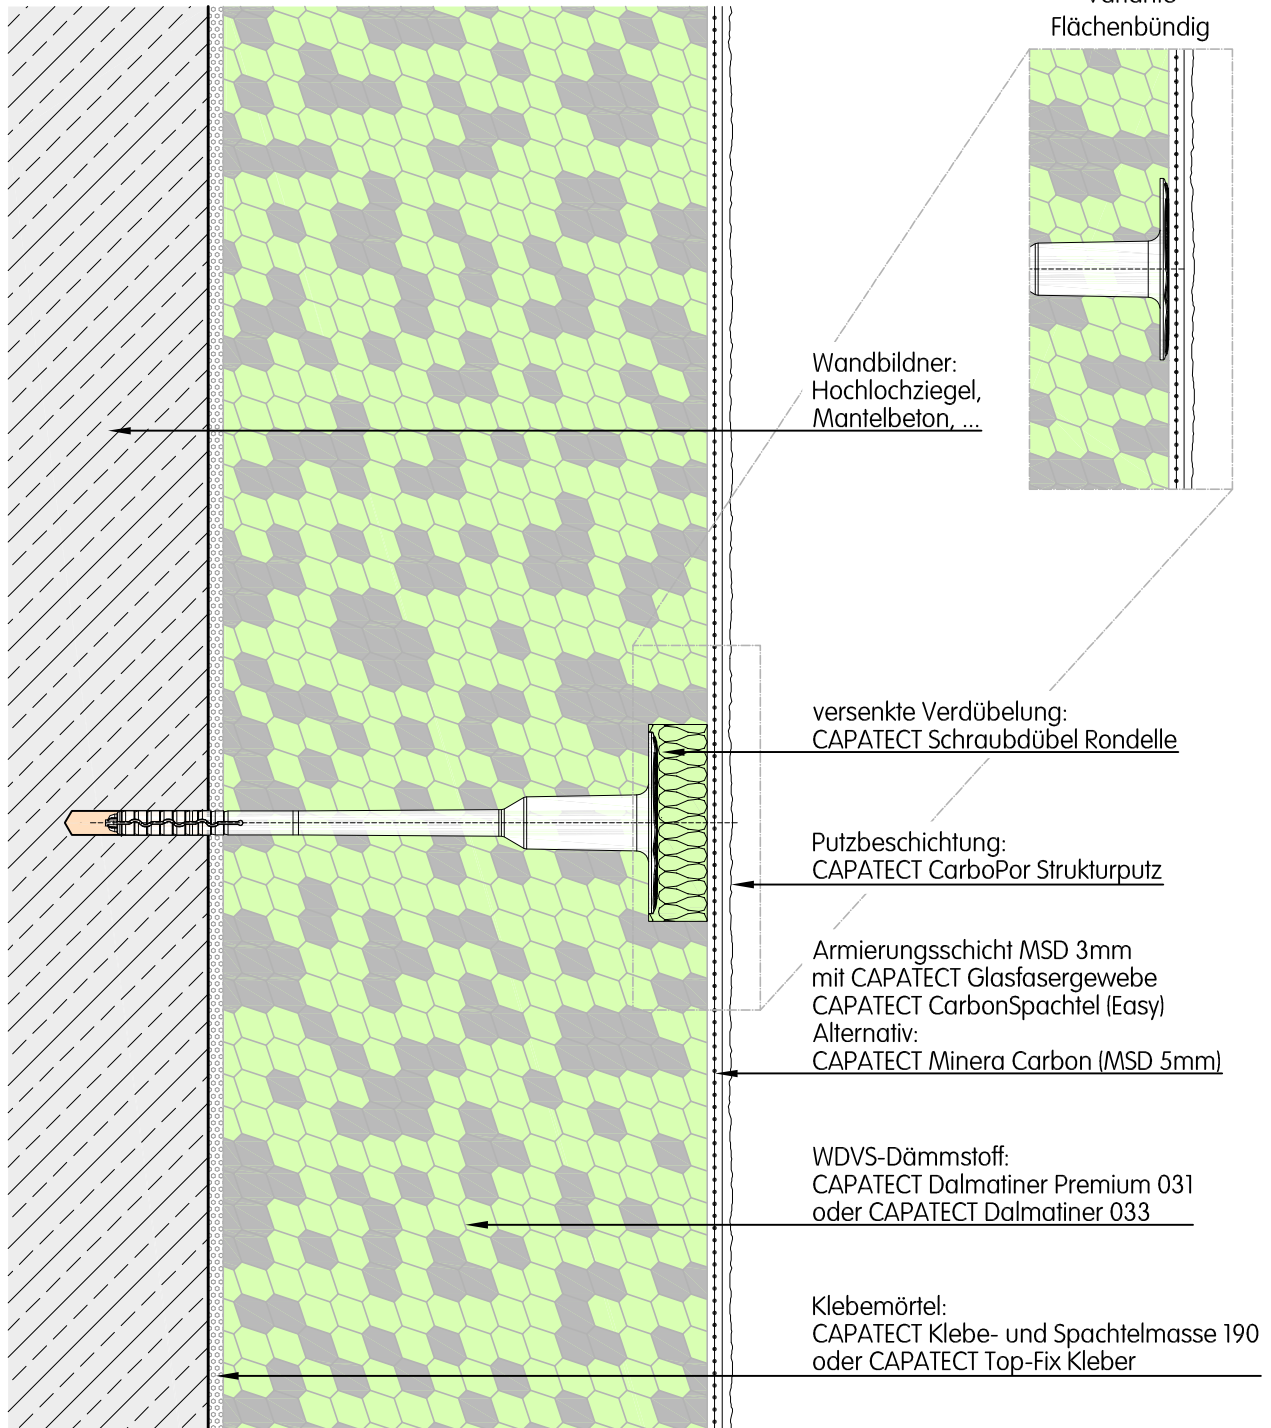 Flächenbündig
Wandbildner:
Hochlochziegel,
Mantelbeton, ...
versenkte Verdübelung:
CAPATECT Schraubdübel Rondelle
Putzbeschichtung:
CAPATECT CarboPor Strukturputz
Armierungsschicht MSD 3mm
mit CAPATECT Glasfasergewebe
CAPATECT CarbonSpachtel (Easy)
Alternativ:
CAPATECT Minera Carbon (MSD 5mm)
WDVS-Dämmstoff:
CAPATECT Dalmatiner Premium 031
oder CAPATECT Dalmatiner 033
Klebemörtel:
CAPATECT Klebe- und Spachtelmasse 190
oder CAPATECT Top-Fix Kleber